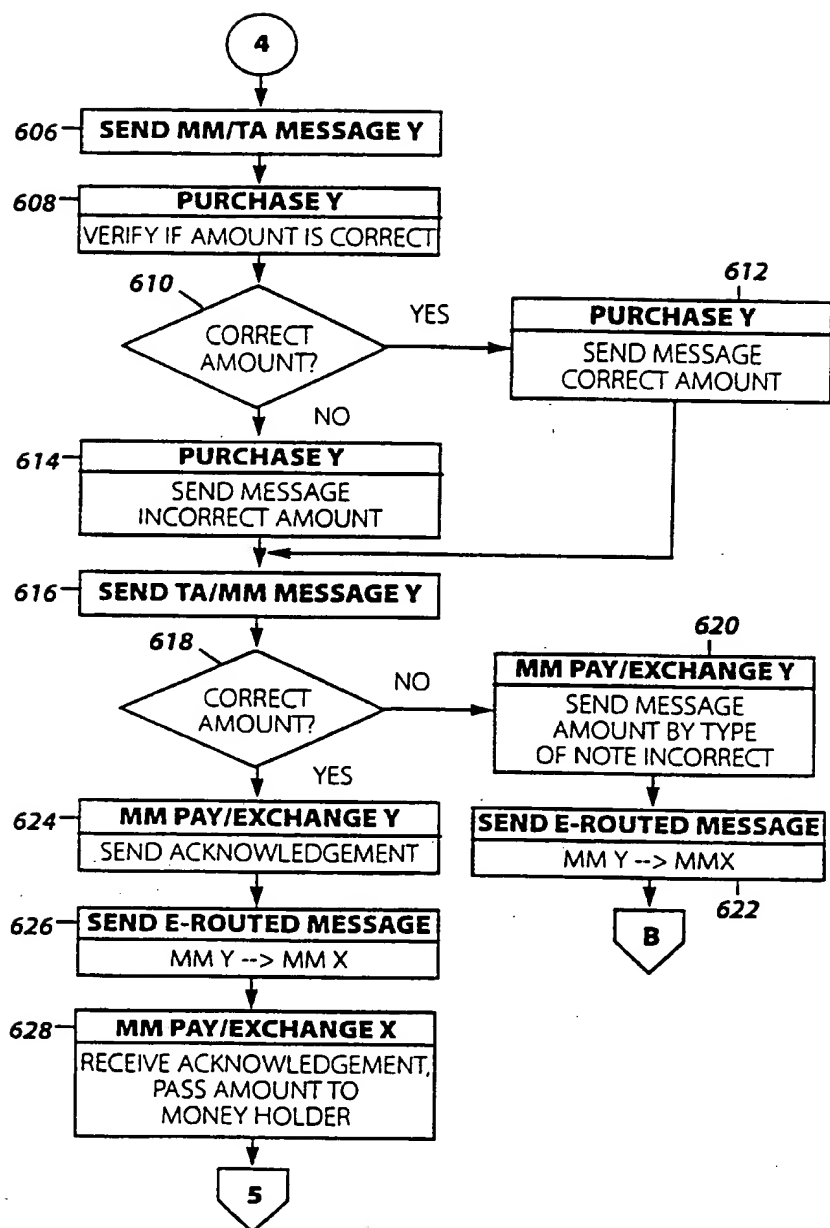 4
606
SEND MM/TA MESSAGE Y
608
PURCHASE Y
VERIFY IF AMOUNT IS CORRECT
610
CORRECT
AMOUNT?
YES
612
PURCHASE Y
SEND MESSAGE
CORRECT AMOUNT
NO
614
PURCHASE Y
SEND MESSAGE
INCORRECT AMOUNT
616
SEND TA/MM MESSAGE Y
618
CORRECT
AMOUNT?
NO
620
MM PAY/EXCHANGE Y
SEND MESSAGE
AMOUNT BY TYPE
OF NOTE INCORRECT
SEND E-ROUTED MESSAGE
MM Y --> MMX
622
B
YES
624
MM PAY/EXCHANGE Y
SEND ACKNOWLEDGEMENT
626
SEND E-ROUTED MESSAGE
MM Y --> MM X
628
MM PAY/EXCHANGE X
RECEIVE ACKNOWLEDGEMENT,
PASS AMOUNT TO
MONEY HOLDER
5